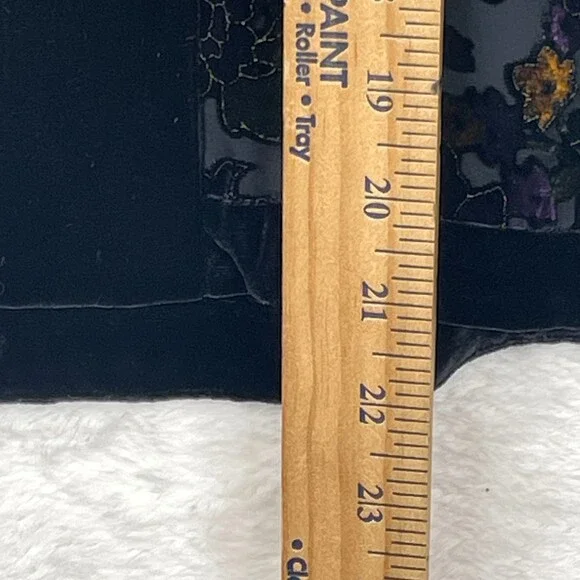 PAINT
• Roller • Tray
19
20
21
22
23